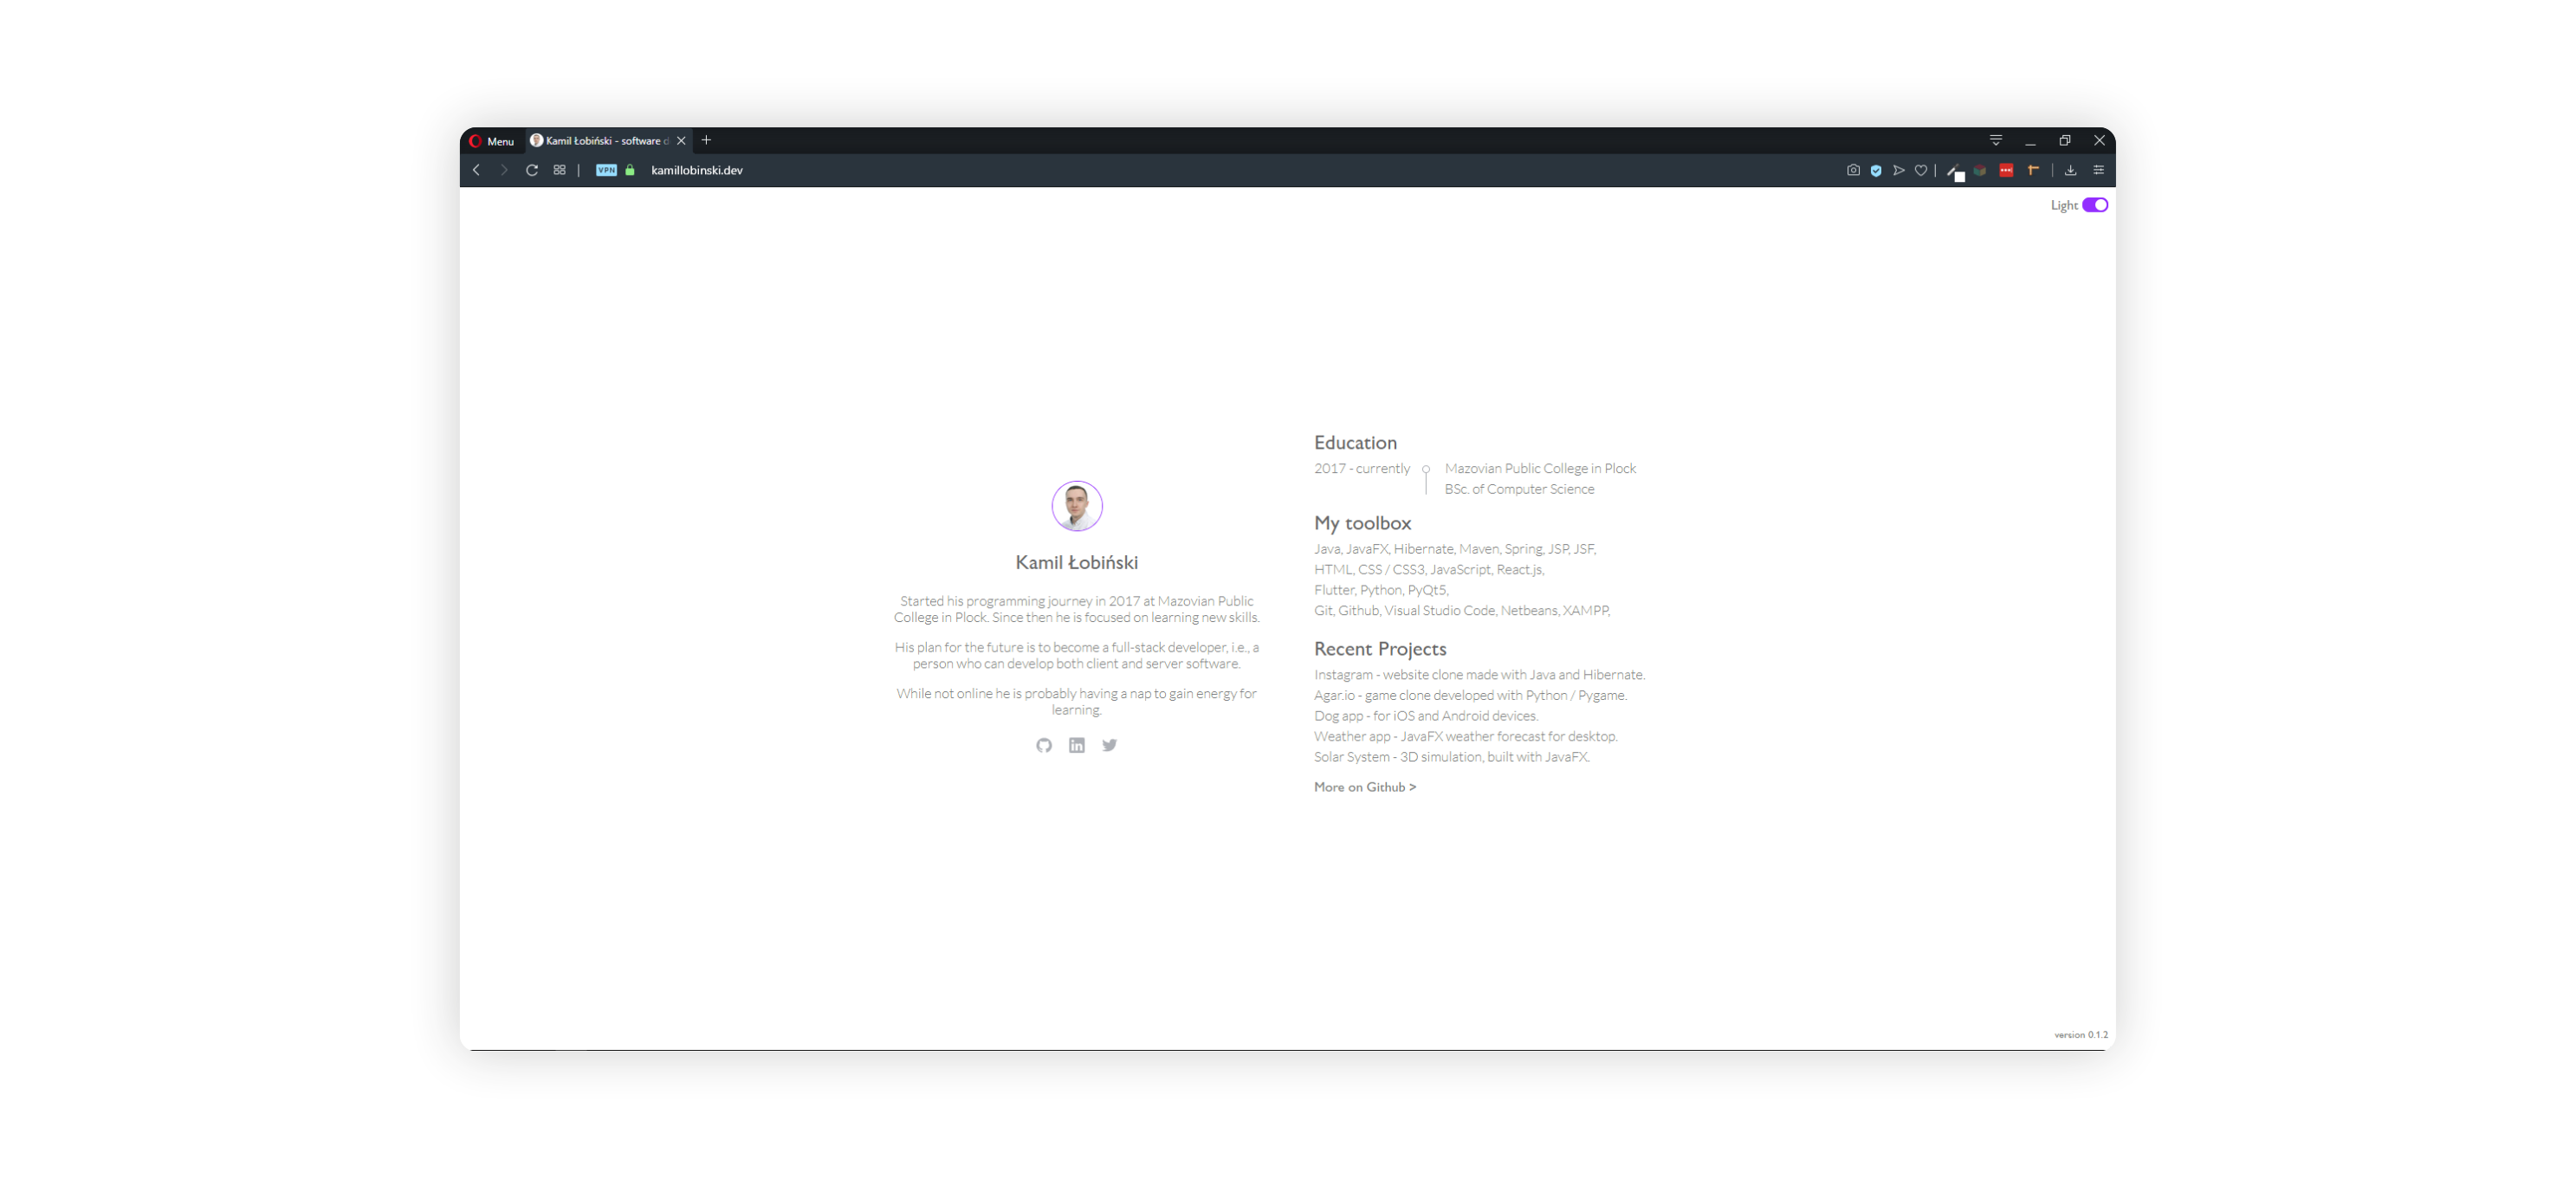 Menu
Kamil Łobiński - software d
VPN
kamillobinski.dev
Light
Kamil Łobiński
Started his programming journey in 2017 at Mazovian Public
College in Plock. Since then he is focused on learning new skills.
His plan for the future is to become a full-stack developer, i.e., a
person who can develop both client and server software.
While not online he is probably having a nap to gain energy for
learning.
Education
2017 - currently
Mazovian Public College in Plock
BSc. of Computer Science
My toolbox
Java, JavaFX, Hibernate, Maven, Spring, JSP, JSF,
HTML, CSS / CSS3, JavaScript, React.js,
Flutter, Python, PyQt5,
Git, Github, Visual Studio Code, Netbeans, XAMPP,
Recent Projects
Instagram - website clone made with Java and Hibernate.
Agar.io - game clone developed with Python / Pygame.
Dog app - for iOS and Android devices.
Weather app - JavaFX weather forecast for desktop.
Solar System - 3D simulation, built with JavaFX.
More on Github >
version 0.1.2